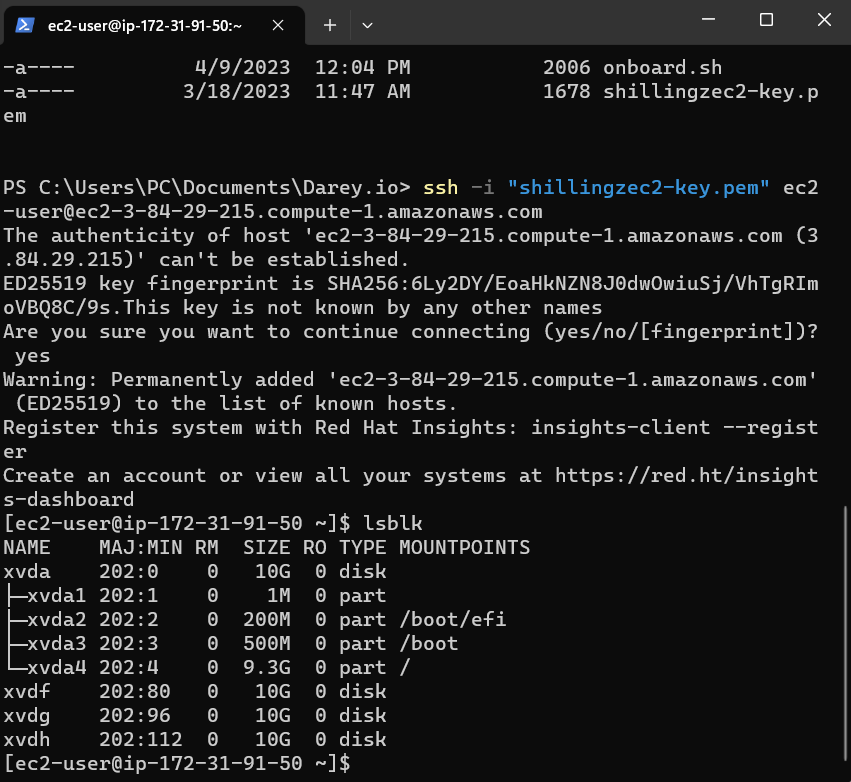 ec2-user@ip-172-31-91-50:~
-a----          4/9/2023  12:04 PM           2006 onboard.sh
-a----         3/18/2023  11:47 AM           1678 shillingzec2-key.p
em
PS C:\Users\PC\Documents\Darey.io> ssh -i "shillingzec2-key.pem" ec2
-user@ec2-3-84-29-215.compute-1.amazonaws.com
The authenticity of host 'ec2-3-84-29-215.compute-1.amazonaws.com (3
.84.29.215)' can't be established.
ED25519 key fingerprint is SHA256:6Ly2DY/EoaHkNZN8J0dwOwiuSj/VhTgRIm
oVBQ8C/9s.This key is not known by any other names
Are you sure you want to continue connecting (yes/no/[fingerprint])?
 yes
Warning: Permanently added 'ec2-3-84-29-215.compute-1.amazonaws.com'
 (ED25519) to the list of known hosts.
Register this system with Red Hat Insights: insights-client --regist
er
Create an account or view all your systems at https://red.ht/insight
s-dashboard
[ec2-user@ip-172-31-91-50 ~]$ lsblk
NAME    MAJ:MIN RM  SIZE RO TYPE MOUNTPOINTS
xvda    202:0    0   10G  0 disk
├─xvda1 202:1    0    1M  0 part
├─xvda2 202:2    0  200M  0 part /boot/efi
├─xvda3 202:3    0  500M  0 part /boot
└─xvda4 202:4    0  9.3G  0 part /
xvdf    202:80   0   10G  0 disk
xvdg    202:96   0   10G  0 disk
xvdh    202:112  0   10G  0 disk
[ec2-user@ip-172-31-91-50 ~]$